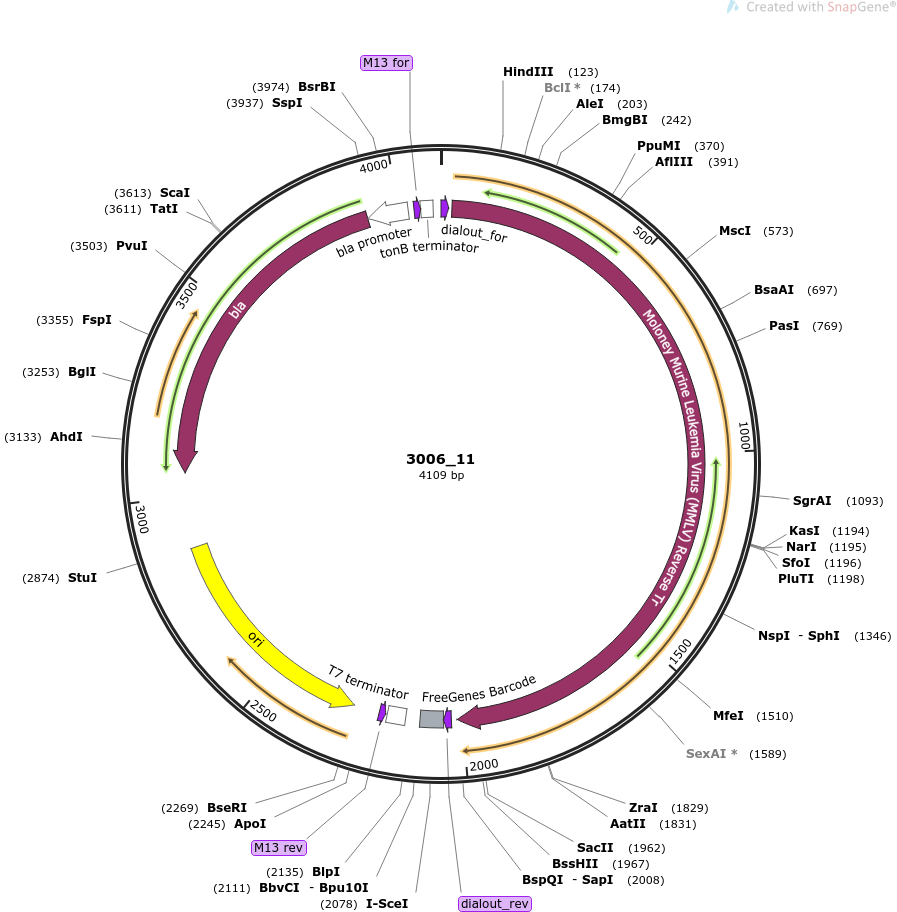 Created with SnapGene®
M13 for
(3974) BsrBI
(3937) SspI
(3613) ScaI
(3611) TatI
(3503) PvuI
(3355) FspI
(3253) BglI
(3133) AhdI
(2874) StuI
(2269) BseRI
(2245) ApoI
M13 rev
(2135) BlpI
(2111) BbvCI - Bpu10I
(2078) I-SceI
HindIII (123)
BclI * (174)
AleI (203)
BmgBI (242)
PpuMI (370)
AflIII (391)
MscI (573)
BsaAI (697)
PasI (769)
SgrAI (1093)
KasI (1194)
NarI (1195)
SfoI (1196)
PluTI (1198)
NspI - SphI (1346)
MfeI (1510)
SexAI * (1589)
ZraI (1829)
AatII (1831)
SacII (1962)
BssHII (1967)
BspQI - SapI (2008)
dialout_rev
500
1000
1500
2000
2500
3000
3500
4000
bla promoter
tonB terminator
dialout_for
Moloney Murine Leukemia Virus (MMLV) Reverse Tr
bla
3006_11
4109 bp
ori
T7 terminator
FreeGenes Barcode